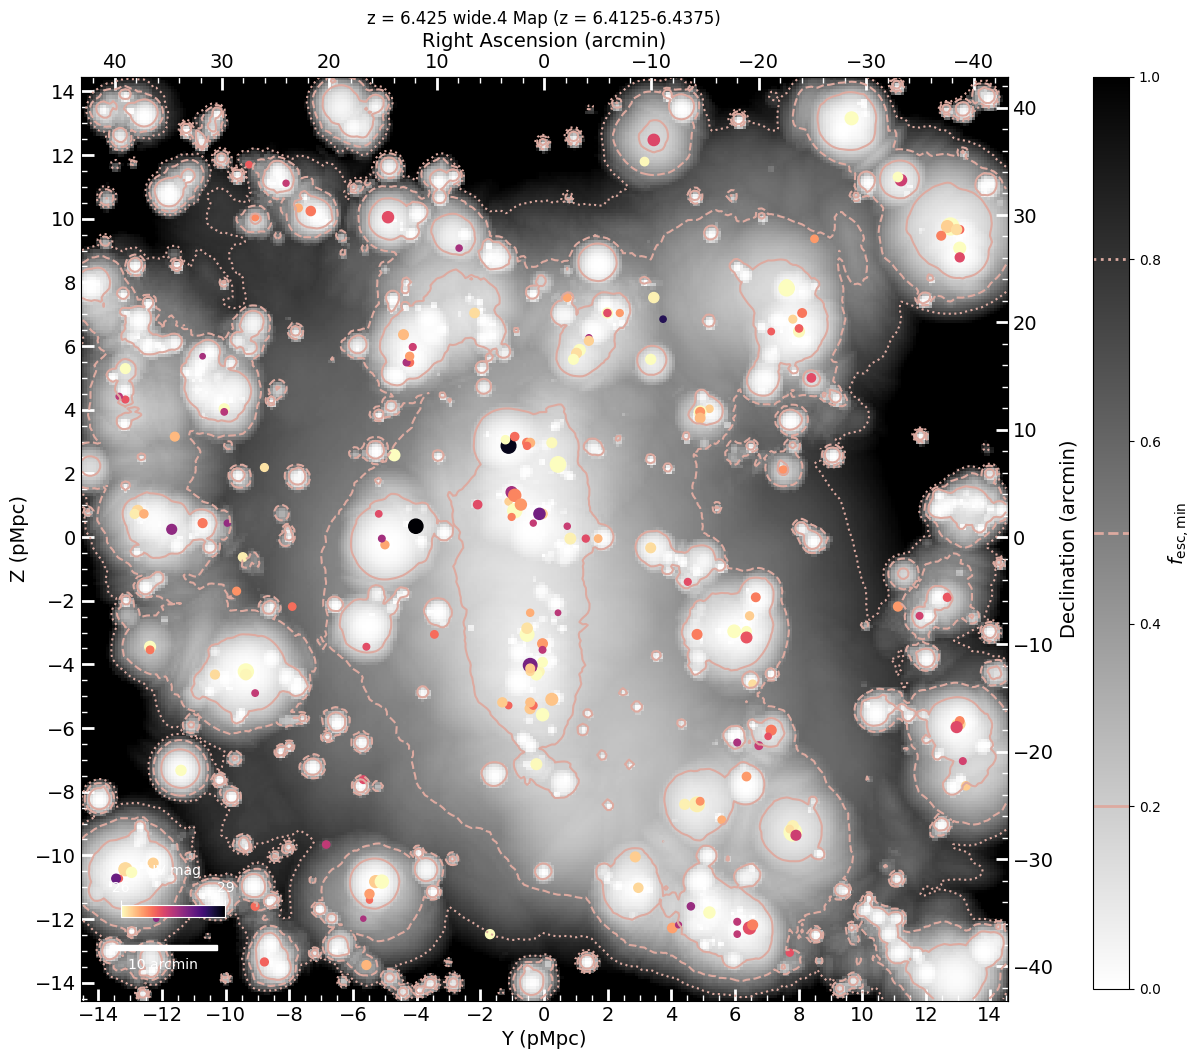 z = 6.425 wide.4 Map (z = 6.4125-6.4375)
Right Ascension (arcmin)
40 30 20 10 0 −10 −20 −30 −40
14 12 10 8 6 4 2 0 −2 −4 −6 −8 −10 −12 −14
Z (pMpc)
40 30 20 10 0 −10 −20 −30 −40
Declination (arcmin)
mag
29
10 arcmin
−14 −12 −10 −8 −6 −4 −2 0 2 4 6 8 10 12 14
Y (pMpc)
1.0
0.8
0.6
0.4
0.2
0.0
fesc,min